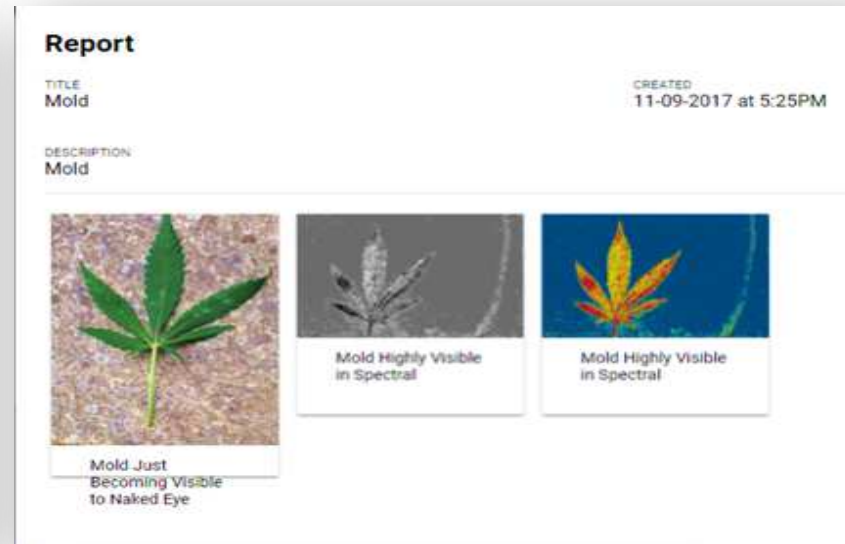 Report
TITLE
CREATED
Mold
11-09-2017 at 5:25PM
DESCRIPTION
Mold
Mold Highly Visible
in Spectral
Mold Highly Visible
in Spectral
Mold Just
Becoming Visible
to Naked Eye